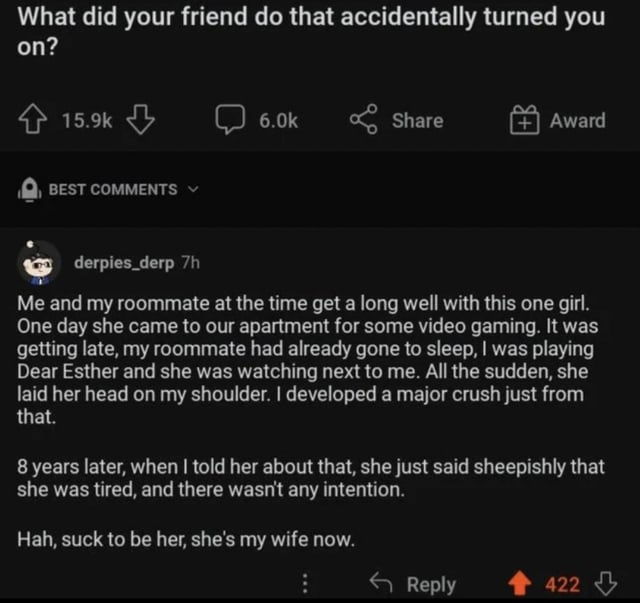 What did your friend do that accidentally turned you
on?
15.9k 6.0k Share Award
BEST COMMENTS
derpies_derp 7h
Me and my roommate at the time get a long well with this one girl.
One day she came to our apartment for some video gaming. It was
getting late, my roommate had already gone to sleep, I was playing
Dear Esther and she was watching next to me. All the sudden, she
laid her head on my shoulder. I developed a major crush just from
that.
8 years later, when I told her about that, she just said sheepishly that
she was tired, and there wasn't any intention.
Hah, suck to be her, she's my wife now.
Reply 422